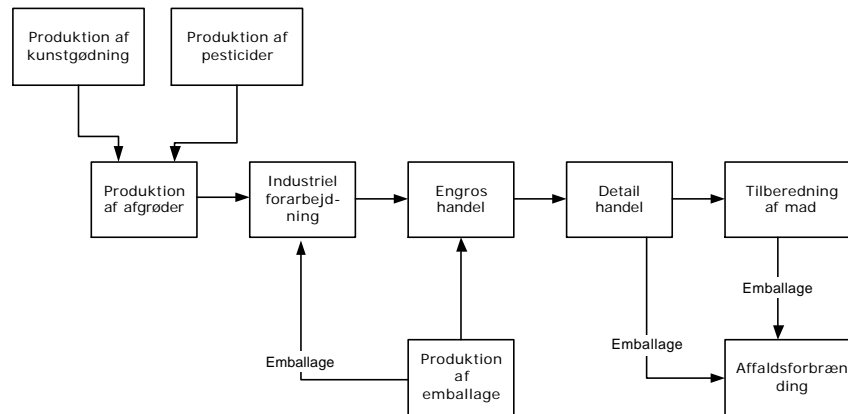 Produktion af
kunstgødning
Produktion af
pesticider
Produktion
af afgrøder
Industriel
forarbejd-
ning
Engros
handel
Detail
handel
Tilberedning
af mad
Emballage
Emballage
Emballage
Produktion
af
emballage
Affaldsforbræn
ding